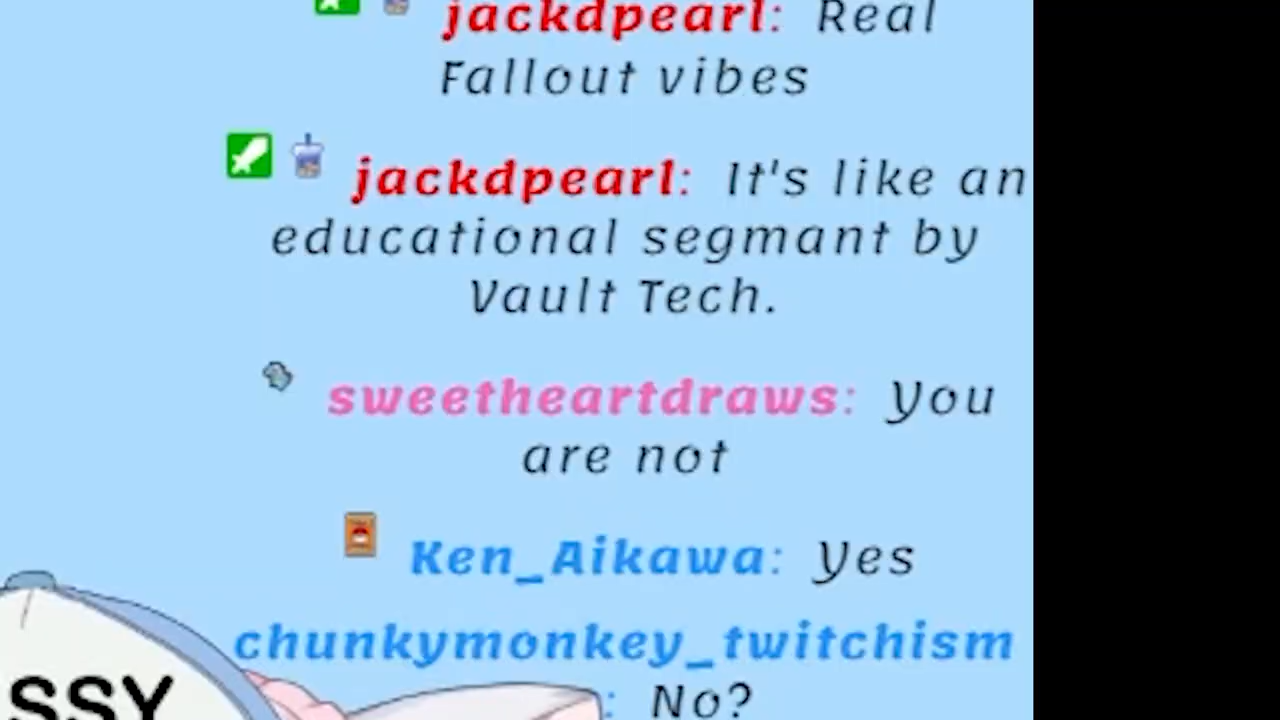 jackdpearl: Real
Fallout vibes
jackdpearl: It's like an
educational segmant by
Vault Tech.
sweetheartdraws: You
are not
Ken_Aikawa: Yes
chunkymonkey_twitchism
: No?
SSY